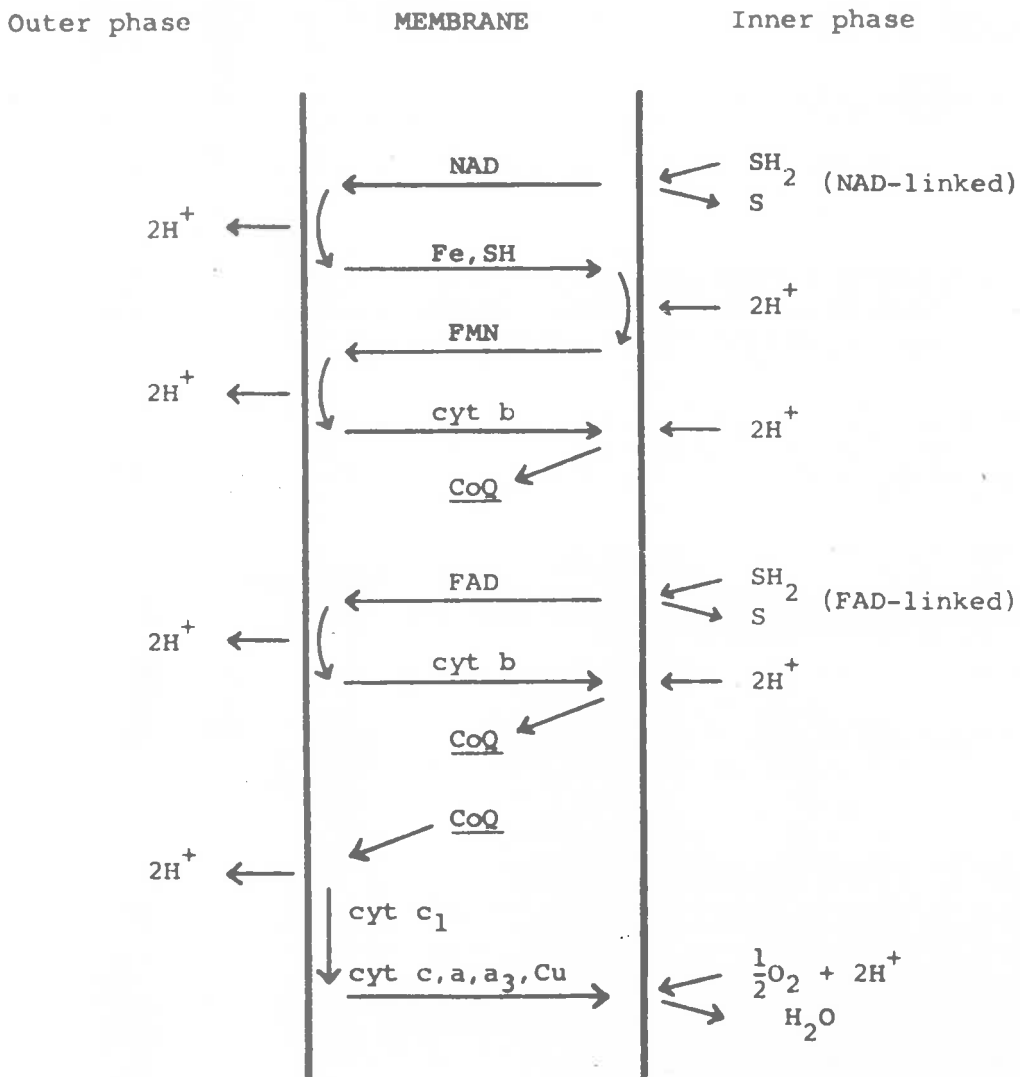 Outer phase MEMBRANE Inner phase
NAD
SH₂
(NAD-linked)
S
2H⁺
Fe,SH
2H⁺
FMN
2H⁺
cyt b
2H⁺
CoQ
FAD
SH₂
(FAD-linked)
S
2H⁺
cyt b
2H⁺
CoQ
CoQ
2H⁺
cyt c₁
cyt c,a,a₃,Cu
½O₂ + 2H⁺
H₂O